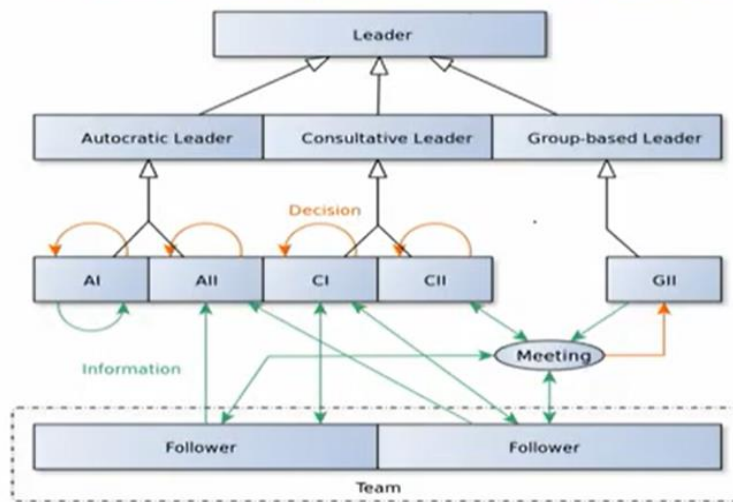 Leader
Autocratic Leader
Consultative Leader
Group-based Leader
Decision
AI
AII
CI
CII
GII
Information
Meeting
Follower
Follower
Team